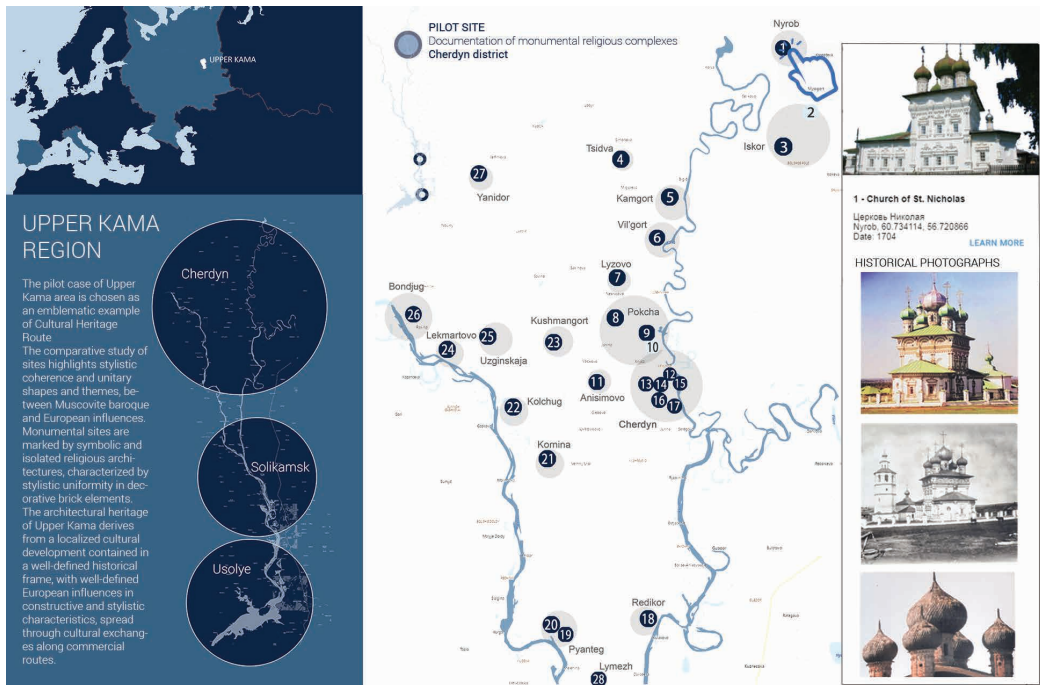 UPPER KAMA
UPPER KAMA
REGION
The pilot case of Upper
Kama area is chosen as
an emblematic example
of Cultural Heritage
Route
The comparative study of
sites highlights stylistic
coherence and unitary
shapes and themes, be-
tween Muscovite baroque
and European influences.
Monumental sites are
marked by symbolic and
isolated religious archi-
tectures, characterized by
stylistic uniformity in dec-
orative brick elements.
The architectural heritage
of Upper Kama derives
from a localized cultural
development contained in
a well-defined historical
frame, with well-defined
European influences in
constructive and stylistic
characteristics, spread
through cultural exchang-
es along commercial
routes.
Cherdyn
Solikamsk
Usolye
PILOT SITE
Documentation of monumental religious complexes
Cherdyn district
Nyrob
1
2
Iskor
3
Tsidva
4
27
Yanidor
Kamgort
5
Vil'gort
6
Lyzovo
7
Bondjug
26
Lekmartovo
24
25
Uzginskaja
Kushmangort
23
8
Pokcha
9
10
11
Anisimovo
12
13
14
15
16
17
Cherdyn
22
Kolchug
Komina
21
Redikor
18
20
19
Pyanteg
Lymezh
28
1 - Church of St. Nicholas
Церковь Николая
Nyrob, 60.734114, 56.720866
Date: 1704
LEARN MORE
HISTORICAL PHOTOGRAPHS